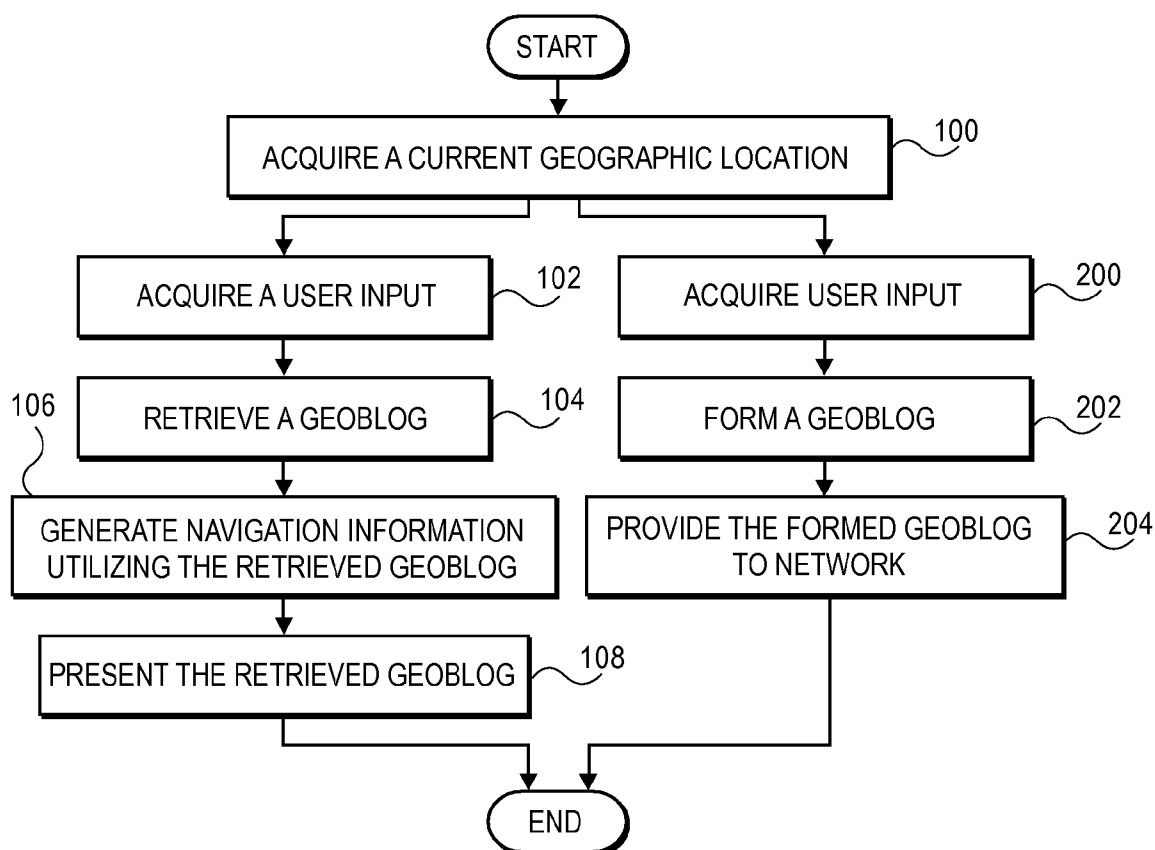 START
ACQUIRE A CURRENT GEOGRAPHIC LOCATION
100
ACQUIRE A USER INPUT
102
ACQUIRE USER INPUT
200
106
RETRIEVE A GEOBLOG
104
FORM A GEOBLOG
202
GENERATE NAVIGATION INFORMATION
UTILIZING THE RETRIEVED GEOBLOG
PROVIDE THE FORMED GEOBLOG
TO NETWORK
204
PRESENT THE RETRIEVED GEOBLOG
108
END